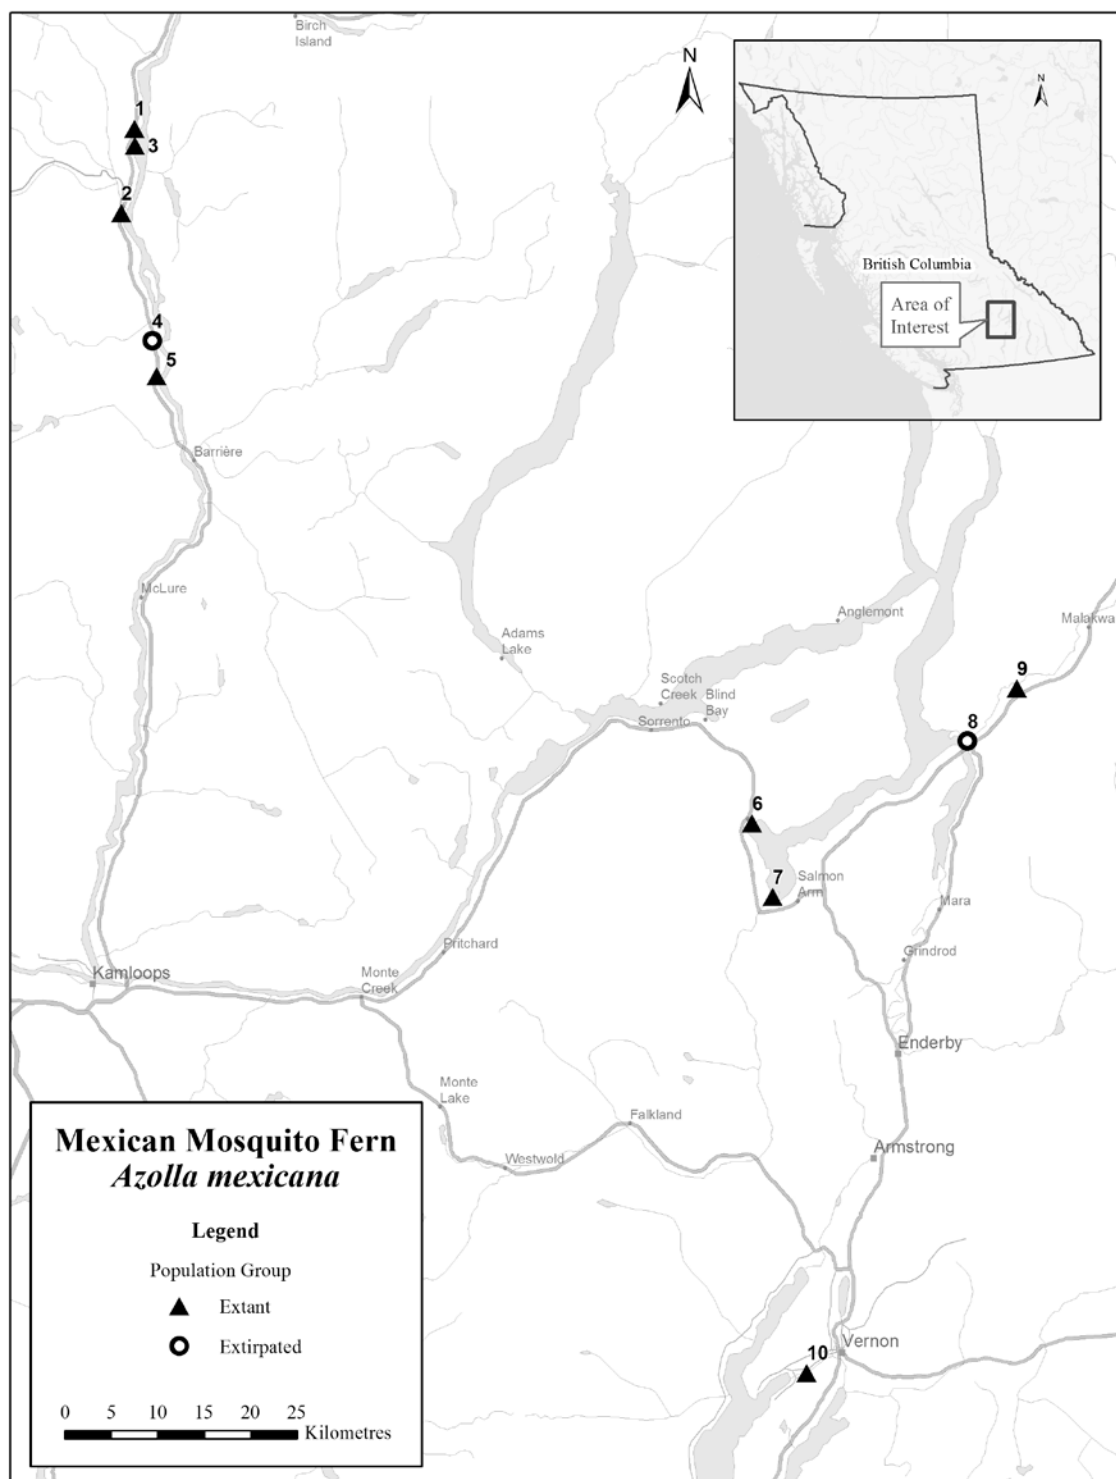 Birch
Island
N
N
1
3
2
British Columbia
Area of
Interest
4
5
Barrière
McLure
Anglemont
Malakwa
Adams
Lake
9
Scotch
Creek
Blind
Bay
Sorrento
8
6
7
Salmon
Arm
Mara
Pritchard
Grindrod
Kamloops
Monte
Creek
Enderby
Monte
Lake
Falkland
Armstrong
Westwold
Mexican Mosquito Fern
Azolla mexicana
Legend
Population Group
Extant
Extirpated
0 5 10 15 20 25
Kilometres
Vernon
10